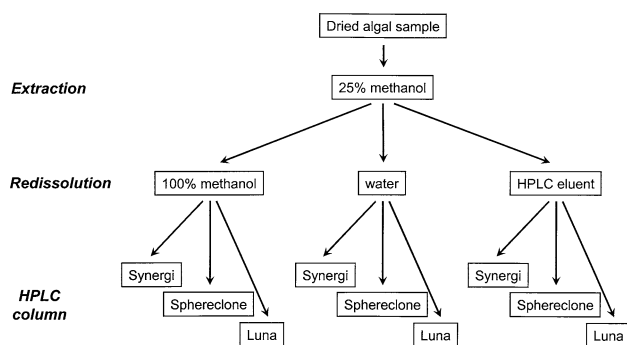 Dried algal sample
Extraction
25% methanol
Redissolution
100% methanol
water
HPLC eluent
Synergi
Synergi
Synergi
HPLC
column
Sphereclone
Sphereclone
Sphereclone
Luna
Luna
Luna